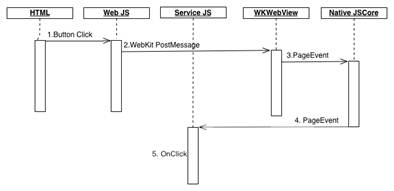 HTML
Web JS
Service JS
WKWebView
Native JSCore
1.Button Click
2.WebKit PostMessage
3.PageEvent
4. PageEvent
5. OnClick